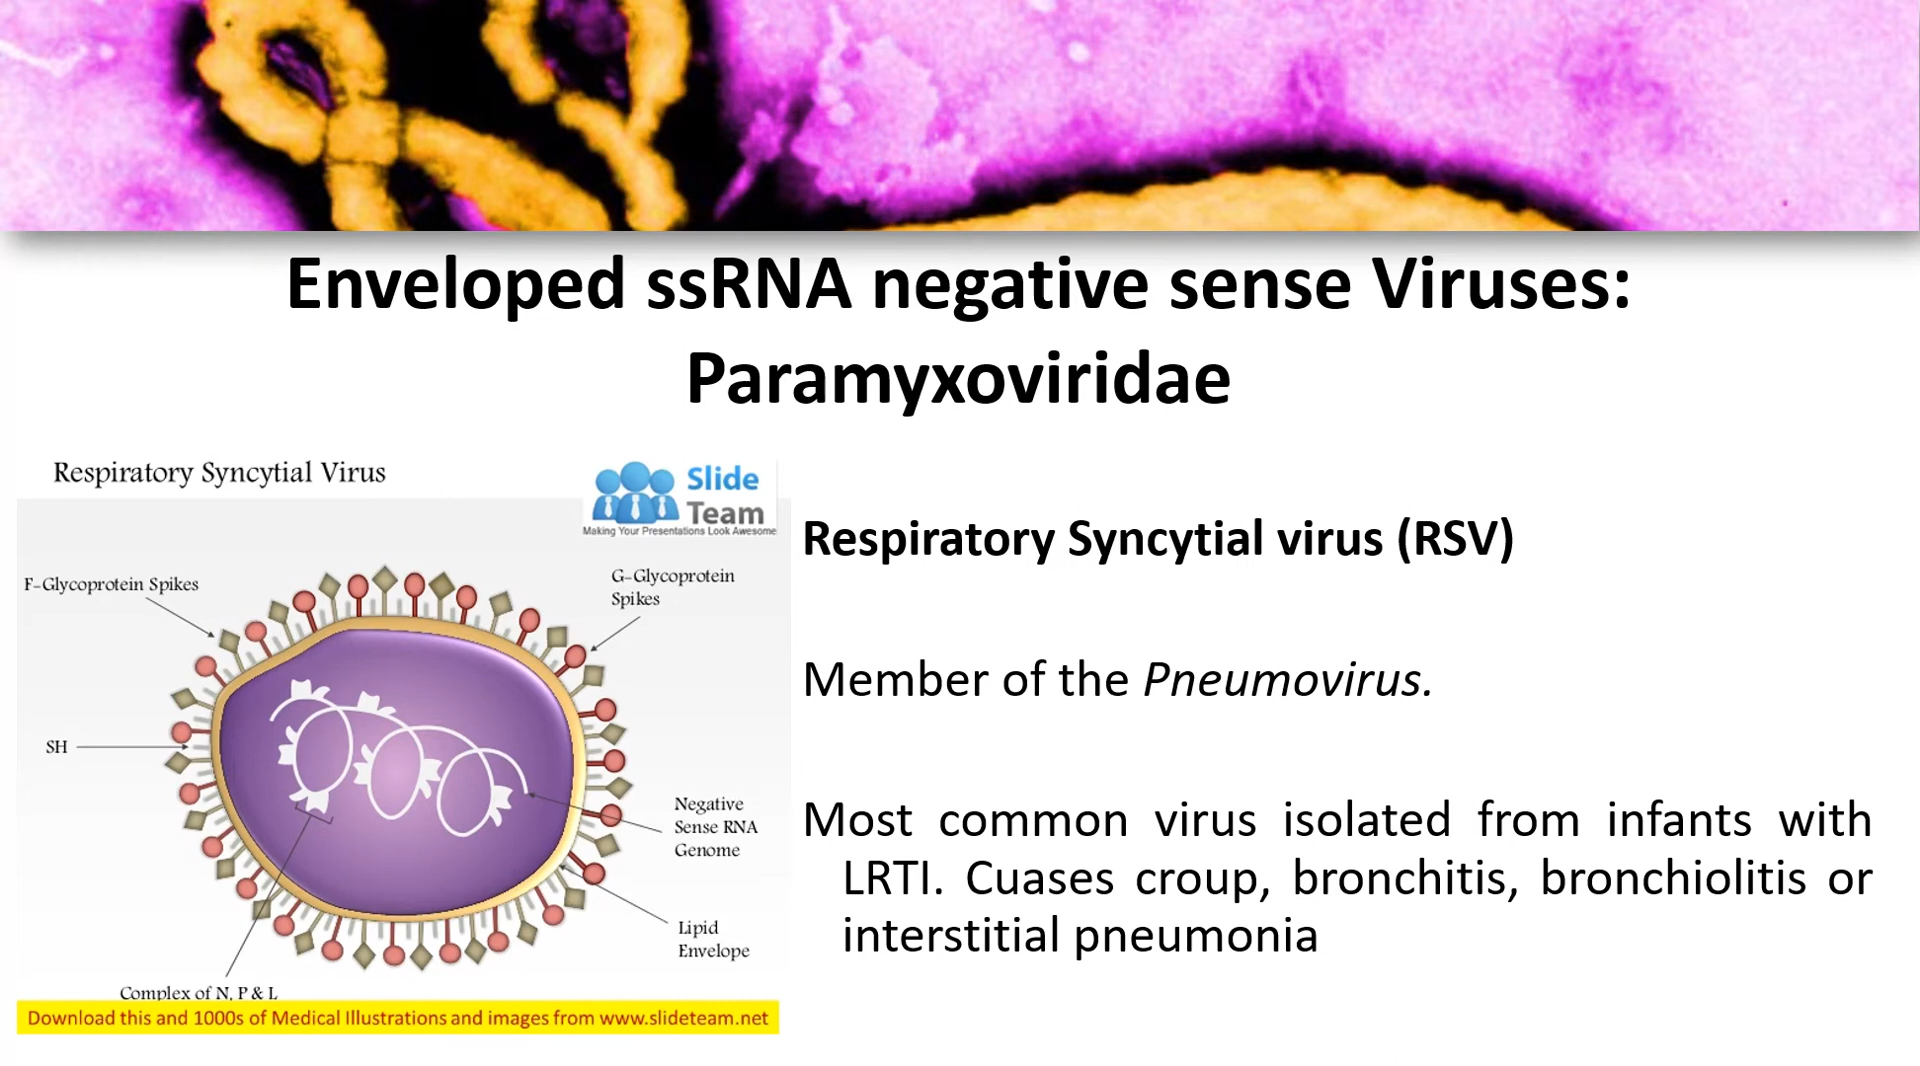 Enveloped ssRNA negative sense Viruses:
Paramyxoviridae
Respiratory Syncytial Virus
Slide
Team
Making Your Presentations Look Awesome
F-Glycoprotein Spikes
G-Glycoprotein
Spikes
SH
Negative
Sense RNA
Genome
Lipid
Envelope
Complex of N, P & L
Download this and 1000s of Medical Illustrations and images from www.slideteam.net
Respiratory Syncytial virus (RSV)
Member of the Pneumovirus.
Most common virus isolated from infants with
LRTI. Cuases croup, bronchitis, bronchiolitis or
interstitial pneumonia